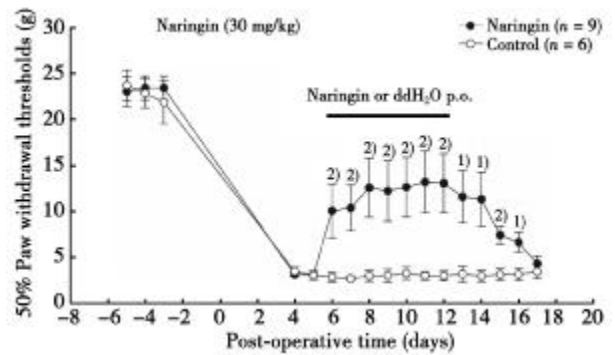 Naringin (30 mg/kg)
Naringin (n = 9)
Control (n = 6)
Naringin or ddH₂O p.o.
30
25
20
15
10
5
0
50% Paw withdrawal thresholds (g)
2) 2) 2) 2) 2) 2) 2) 1) 1) 2) 1)
−8 −6 −4 −2 0 2 4 6 8 10 12 14 16 18 20
Post-operative time (days)